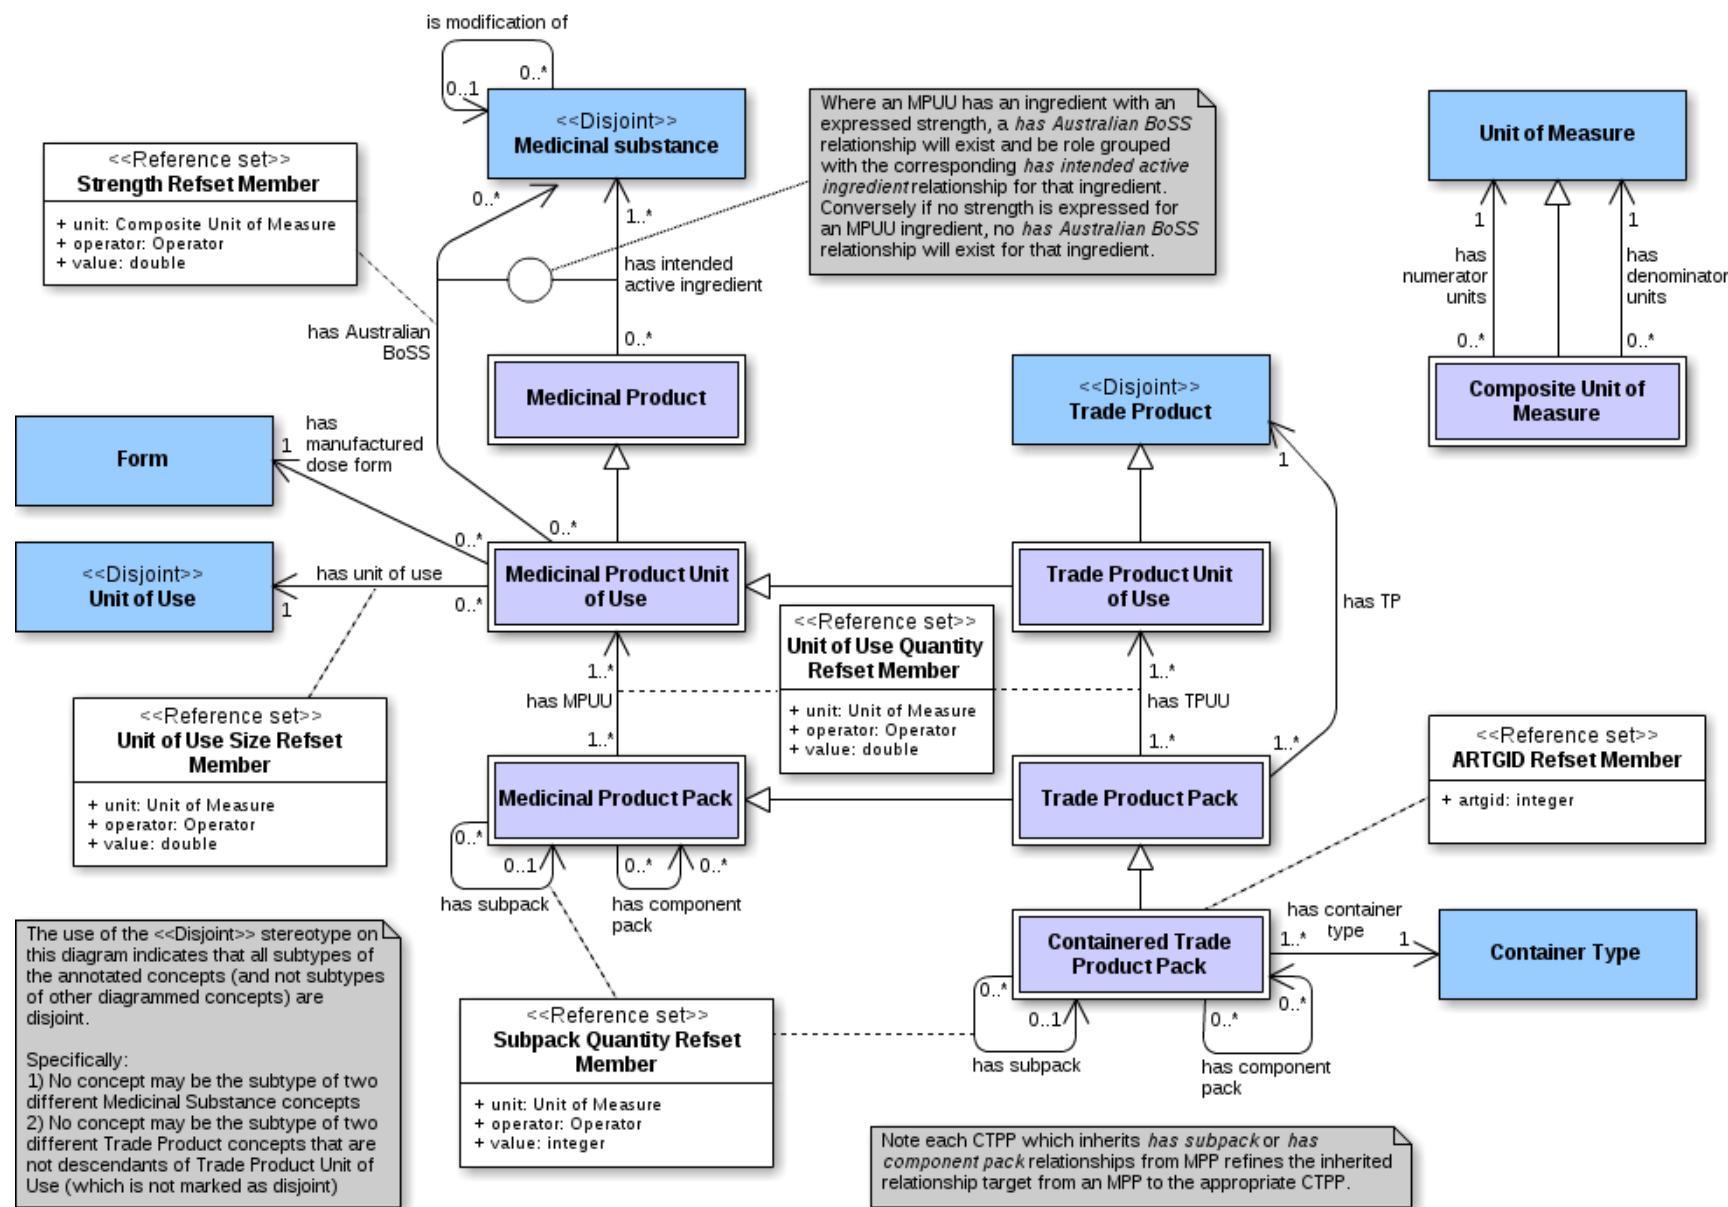 is modification of
0..*
0..1
<<Disjoint>>
Medicinal substance
0..*
1..*
Where an MPUU has an ingredient with an
expressed strength, a has Australian BoSS
relationship will exist and be role grouped
with the corresponding has intended active
ingredient relationship for that ingredient.
Conversely if no strength is expressed for
an MPUU ingredient, no has Australian BoSS
relationship will exist for that ingredient.
Unit of Measure
1
1
has
numerator
units
has
denominator
units
0..*
0..*
Composite Unit of
Measure
<<Reference set>>
Strength Refset Member
+ unit: Composite Unit of Measure
+ operator: Operator
+ value: double
has intended
active ingredient
has Australian
BoSS
0..*
Medicinal Product
<<Disjoint>>
Trade Product
1
Form
1
has
manufactured
dose form
0..*
0..*
<<Disjoint>>
Unit of Use
has unit of use
1
0..*
Medicinal Product Unit
of Use
Trade Product Unit
of Use
has TP
<<Reference set>>
Unit of Use Quantity
Refset Member
+ unit: Unit of Measure
+ operator: Operator
+ value: double
1..*
has MPUU
1..*
1..*
has TPUU
1..*
1..*
<<Reference set>>
Unit of Use Size Refset
Member
+ unit: Unit of Measure
+ operator: Operator
+ value: double
Medicinal Product Pack
Trade Product Pack
<<Reference set>>
ARTGID Refset Member
+ artgid: integer
0..*
0..1
0..*
0..*
has subpack
has component
pack
The use of the <<Disjoint>> stereotype on
this diagram indicates that all subtypes of
the annotated concepts (and not subtypes
of other diagrammed concepts) are
disjoint.
Specifically:
1) No concept may be the subtype of two
different Medicinal Substance concepts
2) No concept may be the subtype of two
different Trade Product concepts that are
not descendants of Trade Product Unit of
Use (which is not marked as disjoint)
Containered Trade
Product Pack
has container
type
1..*
1
Container Type
0..*
0..1
0..*
0..*
has subpack
has component
pack
<<Reference set>>
Subpack Quantity Refset
Member
+ unit: Unit of Measure
+ operator: Operator
+ value: integer
Note each CTPP which inherits has subpack or has
component pack relationships from MPP refines the inherited
relationship target from an MPP to the appropriate CTPP.